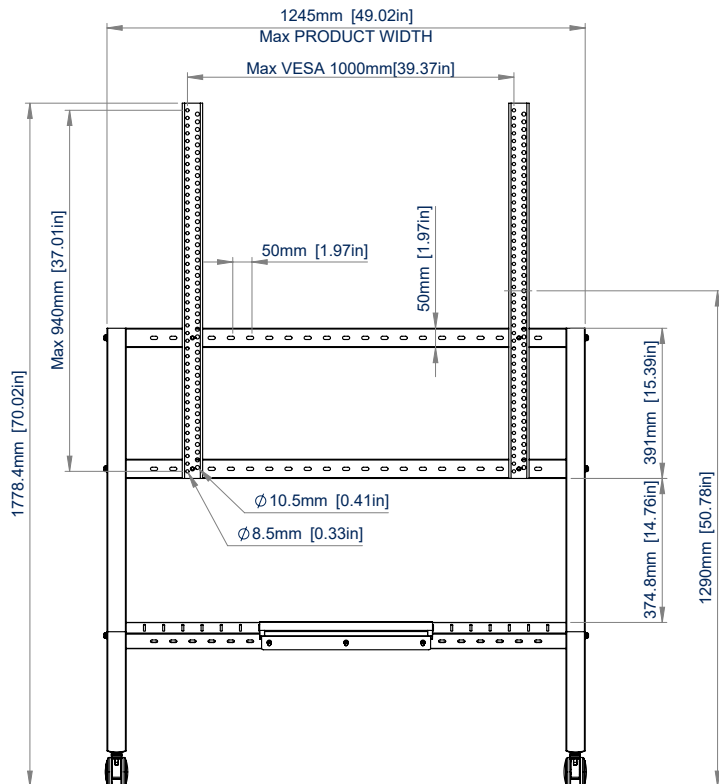 1245mm [49.02in]
Max PRODUCT WIDTH
Max VESA 1000mm[39.37in]
1778.4mm [70.02in]
Max 940mm [37.01in]
50mm [1.97in]
50mm [1.97in]
391mm [15.39in]
374.8mm [14.76in]
1290mm [50.78in]
∅10.5mm [0.41in]
∅8.5mm [0.33in]